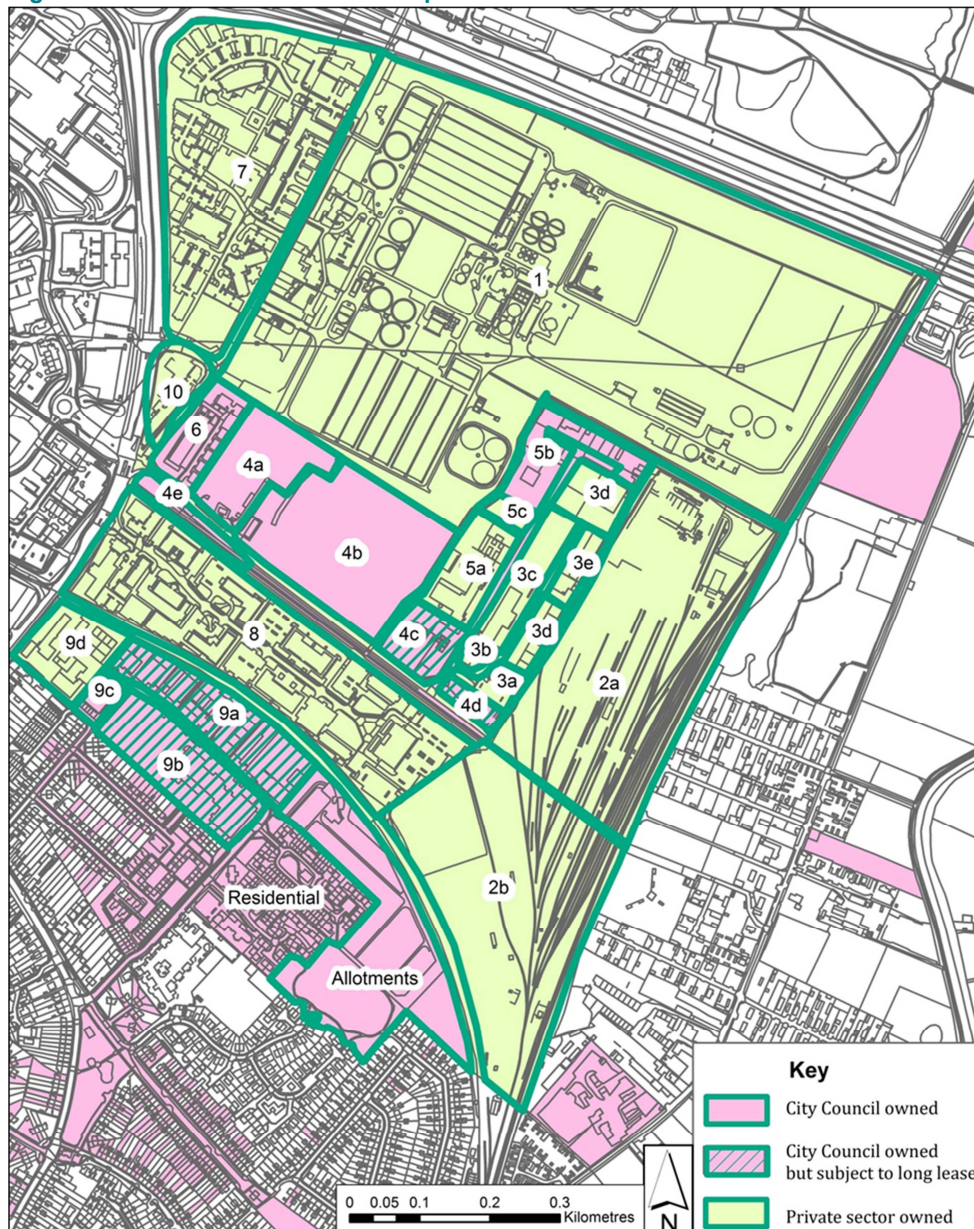 7
1
10
6
4a
5b
3d
4e
5c
4b
3e
5a
3c
4c
3d
8
3b
9d
3a
2a
4d
9c
9a
9b
2b
Residential
Allotments
Key
City Council owned
City Council owned
but subject to long lease
Private sector owned
0 0.05 0.1 0.2 0.3
Kilometres
N